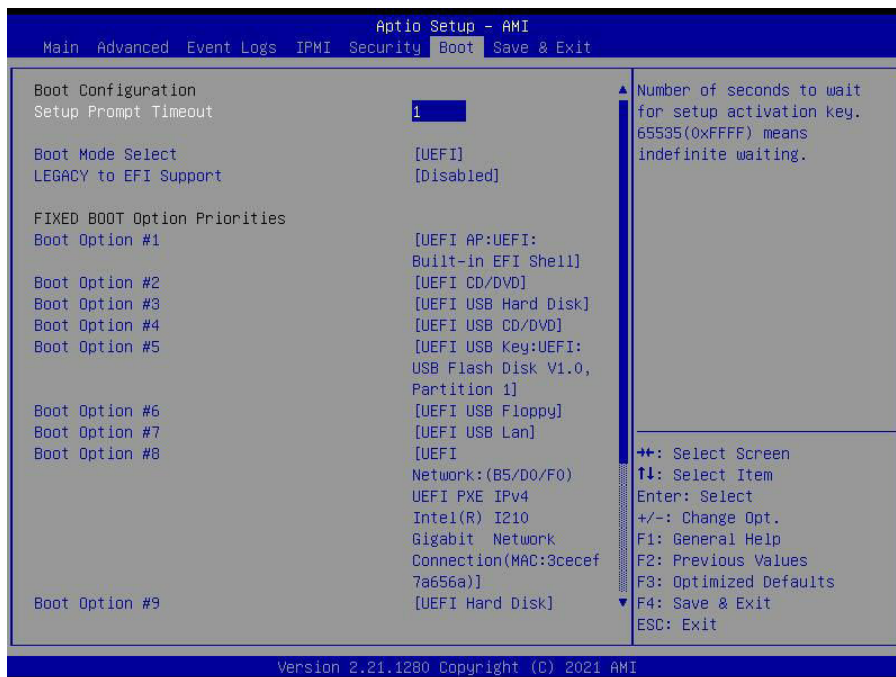 Aptio Setup – AMI
Main Advanced Event Logs IPMI Security Boot Save & Exit
Boot Configuration
Setup Prompt Timeout 1
Boot Mode Select [UEFI]
LEGACY to EFI Support [Disabled]
FIXED BOOT Option Priorities
Boot Option #1 [UEFI AP:UEFI:
Built-in EFI Shell]
Boot Option #2 [UEFI CD/DVD]
Boot Option #3 [UEFI USB Hard Disk]
Boot Option #4 [UEFI USB CD/DVD]
Boot Option #5 [UEFI USB Key:UEFI:
USB Flash Disk V1.0,
Partition 1]
Boot Option #6 [UEFI USB Floppy]
Boot Option #7 [UEFI USB Lan]
Boot Option #8 [UEFI
Network:(B5/D0/F0)
UEFI PXE IPv4
Intel(R) I210
Gigabit Network
Connection(MAC:3cecef
7a656a)]
Boot Option #9 [UEFI Hard Disk]
Number of seconds to wait
for setup activation key.
65535(0xFFFF) means
indefinite waiting.
→←: Select Screen
↑↓: Select Item
Enter: Select
+/-: Change Opt.
F1: General Help
F2: Previous Values
F3: Optimized Defaults
F4: Save & Exit
ESC: Exit
Version 2.21.1280 Copyright (C) 2021 AMI